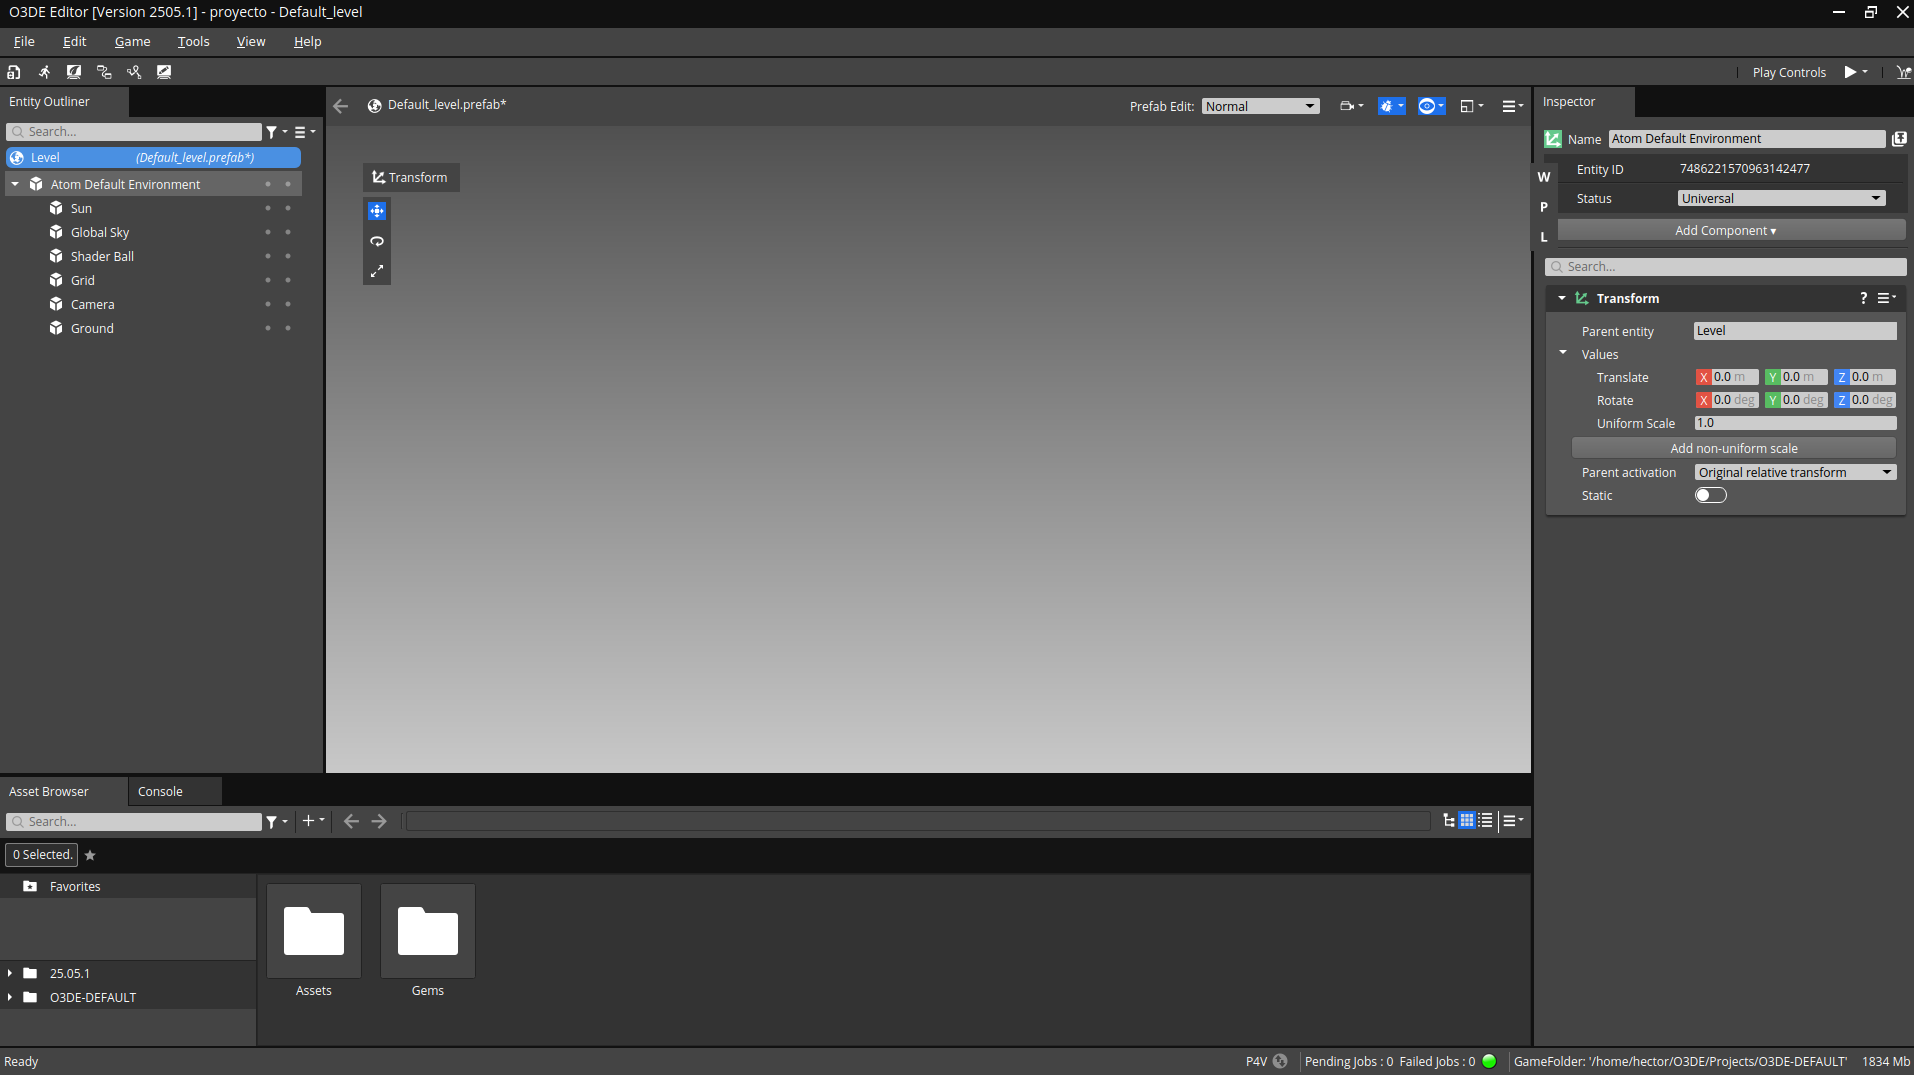 O3DE Editor [Version 2505.1] - proyecto - Default_level
File Edit Game Tools View Help
Play Controls
Entity Outliner
Search...
Level (Default_level.prefab*)
Atom Default Environment
Sun
Global Sky
Shader Ball
Grid
Camera
Ground
Default_level.prefab*
Prefab Edit: Normal
Transform
Inspector
Name Atom Default Environment
Entity ID 7486221570963142477
Status Universal
W
P
L
Add Component
Search...
Transform ?
Parent entity Level
Values
Translate X 0.0 m Y 0.0 m Z 0.0 m
Rotate X 0.0 deg Y 0.0 deg Z 0.0 deg
Uniform Scale 1.0
Add non-uniform scale
Parent activation Original relative transform
Static
Asset Browser Console
Search...
0 Selected.
Favorites
25.05.1
O3DE-DEFAULT
Assets Gems
Ready P4V Pending Jobs : 0 Failed Jobs : 0 GameFolder: '/home/hector/O3DE/Projects/O3DE-DEFAULT' 1834 Mb